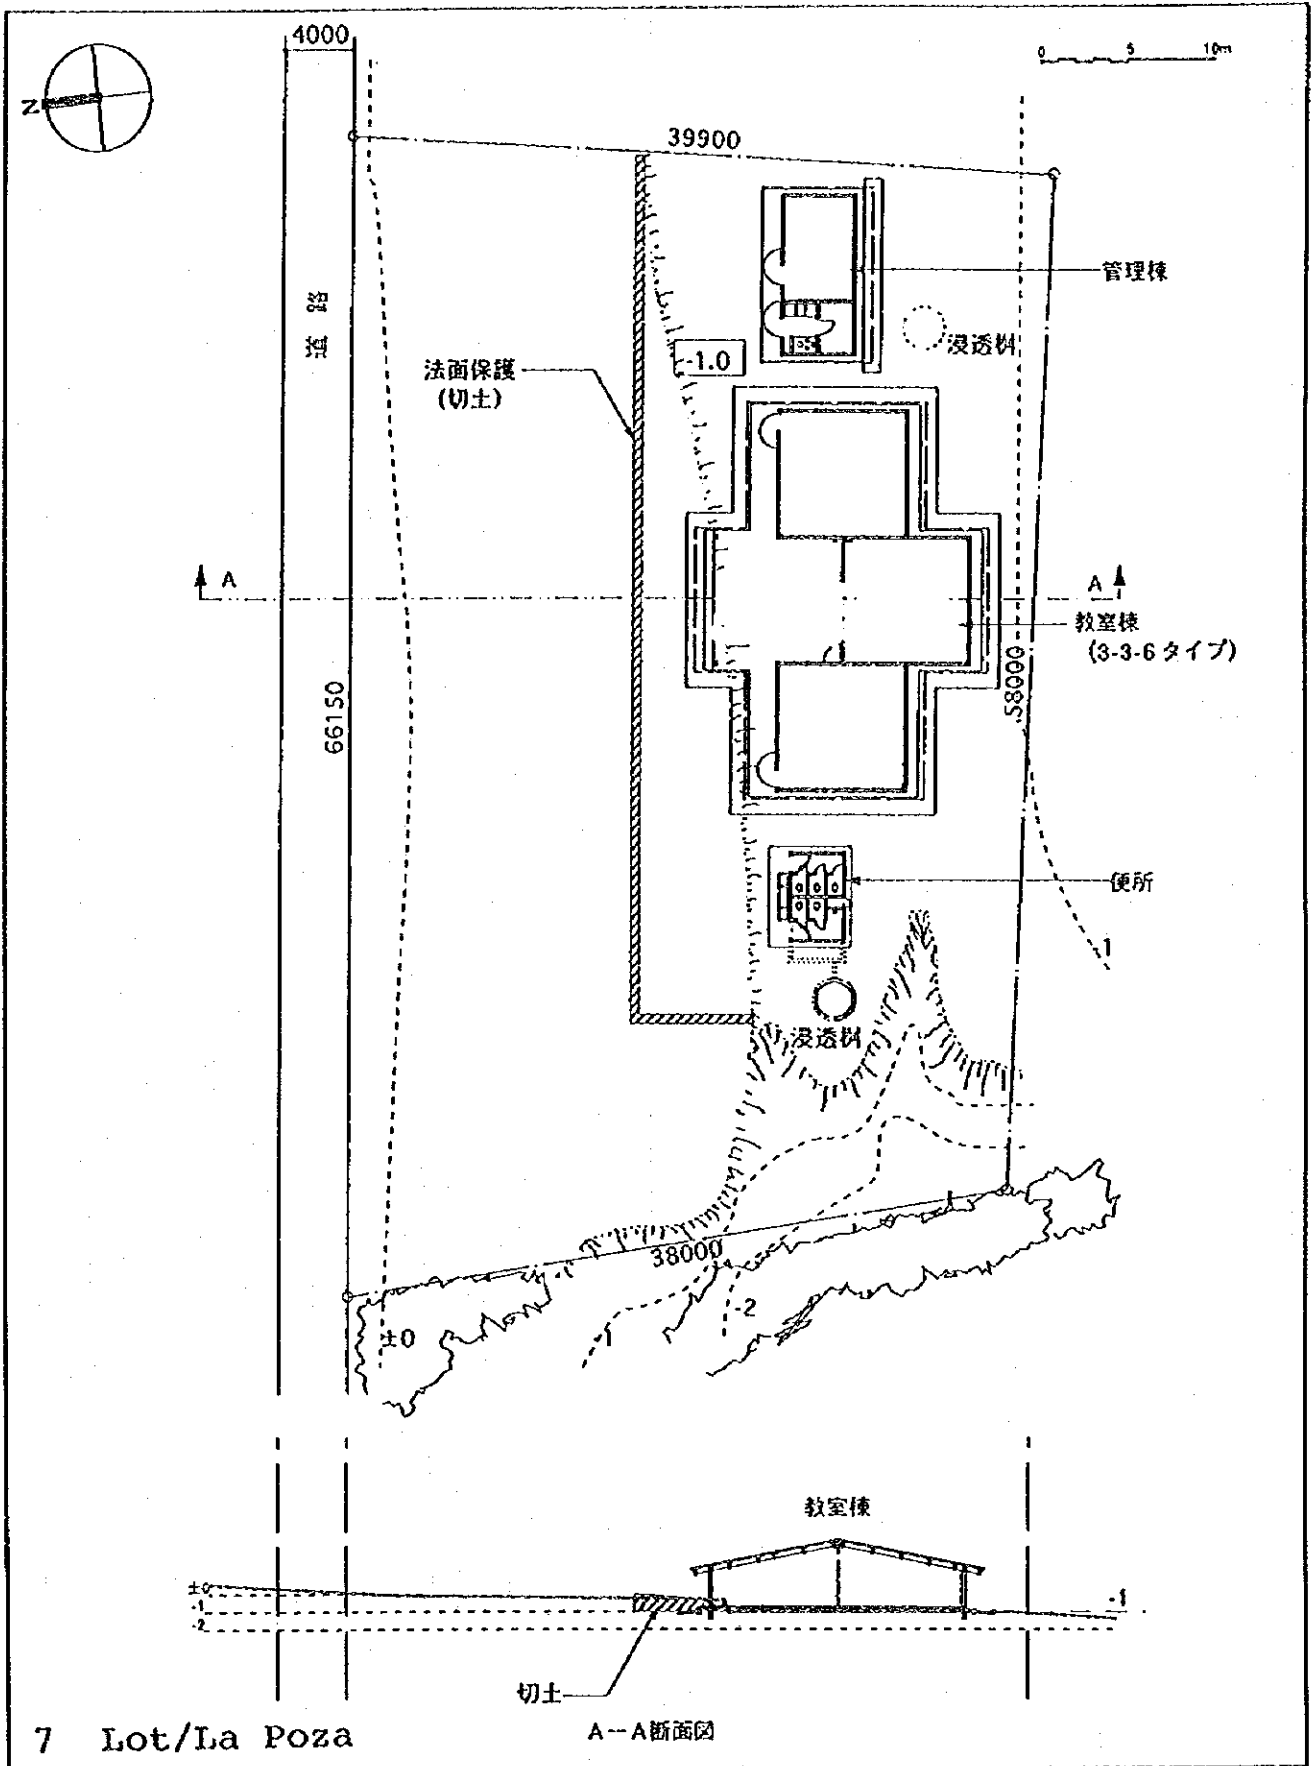 4000
0 5 10m
N
39900
道路
管理棟
浸透桝
-1.0
法面保護
(切土)
A A
教室棟
(3-3-6タイプ)
58000
66150
便所
-1
浸透桝
38000
-2
-1
±0
教室棟
±0
-1
-2
-1
切土
A－A断面図
7 Lot/La Poza